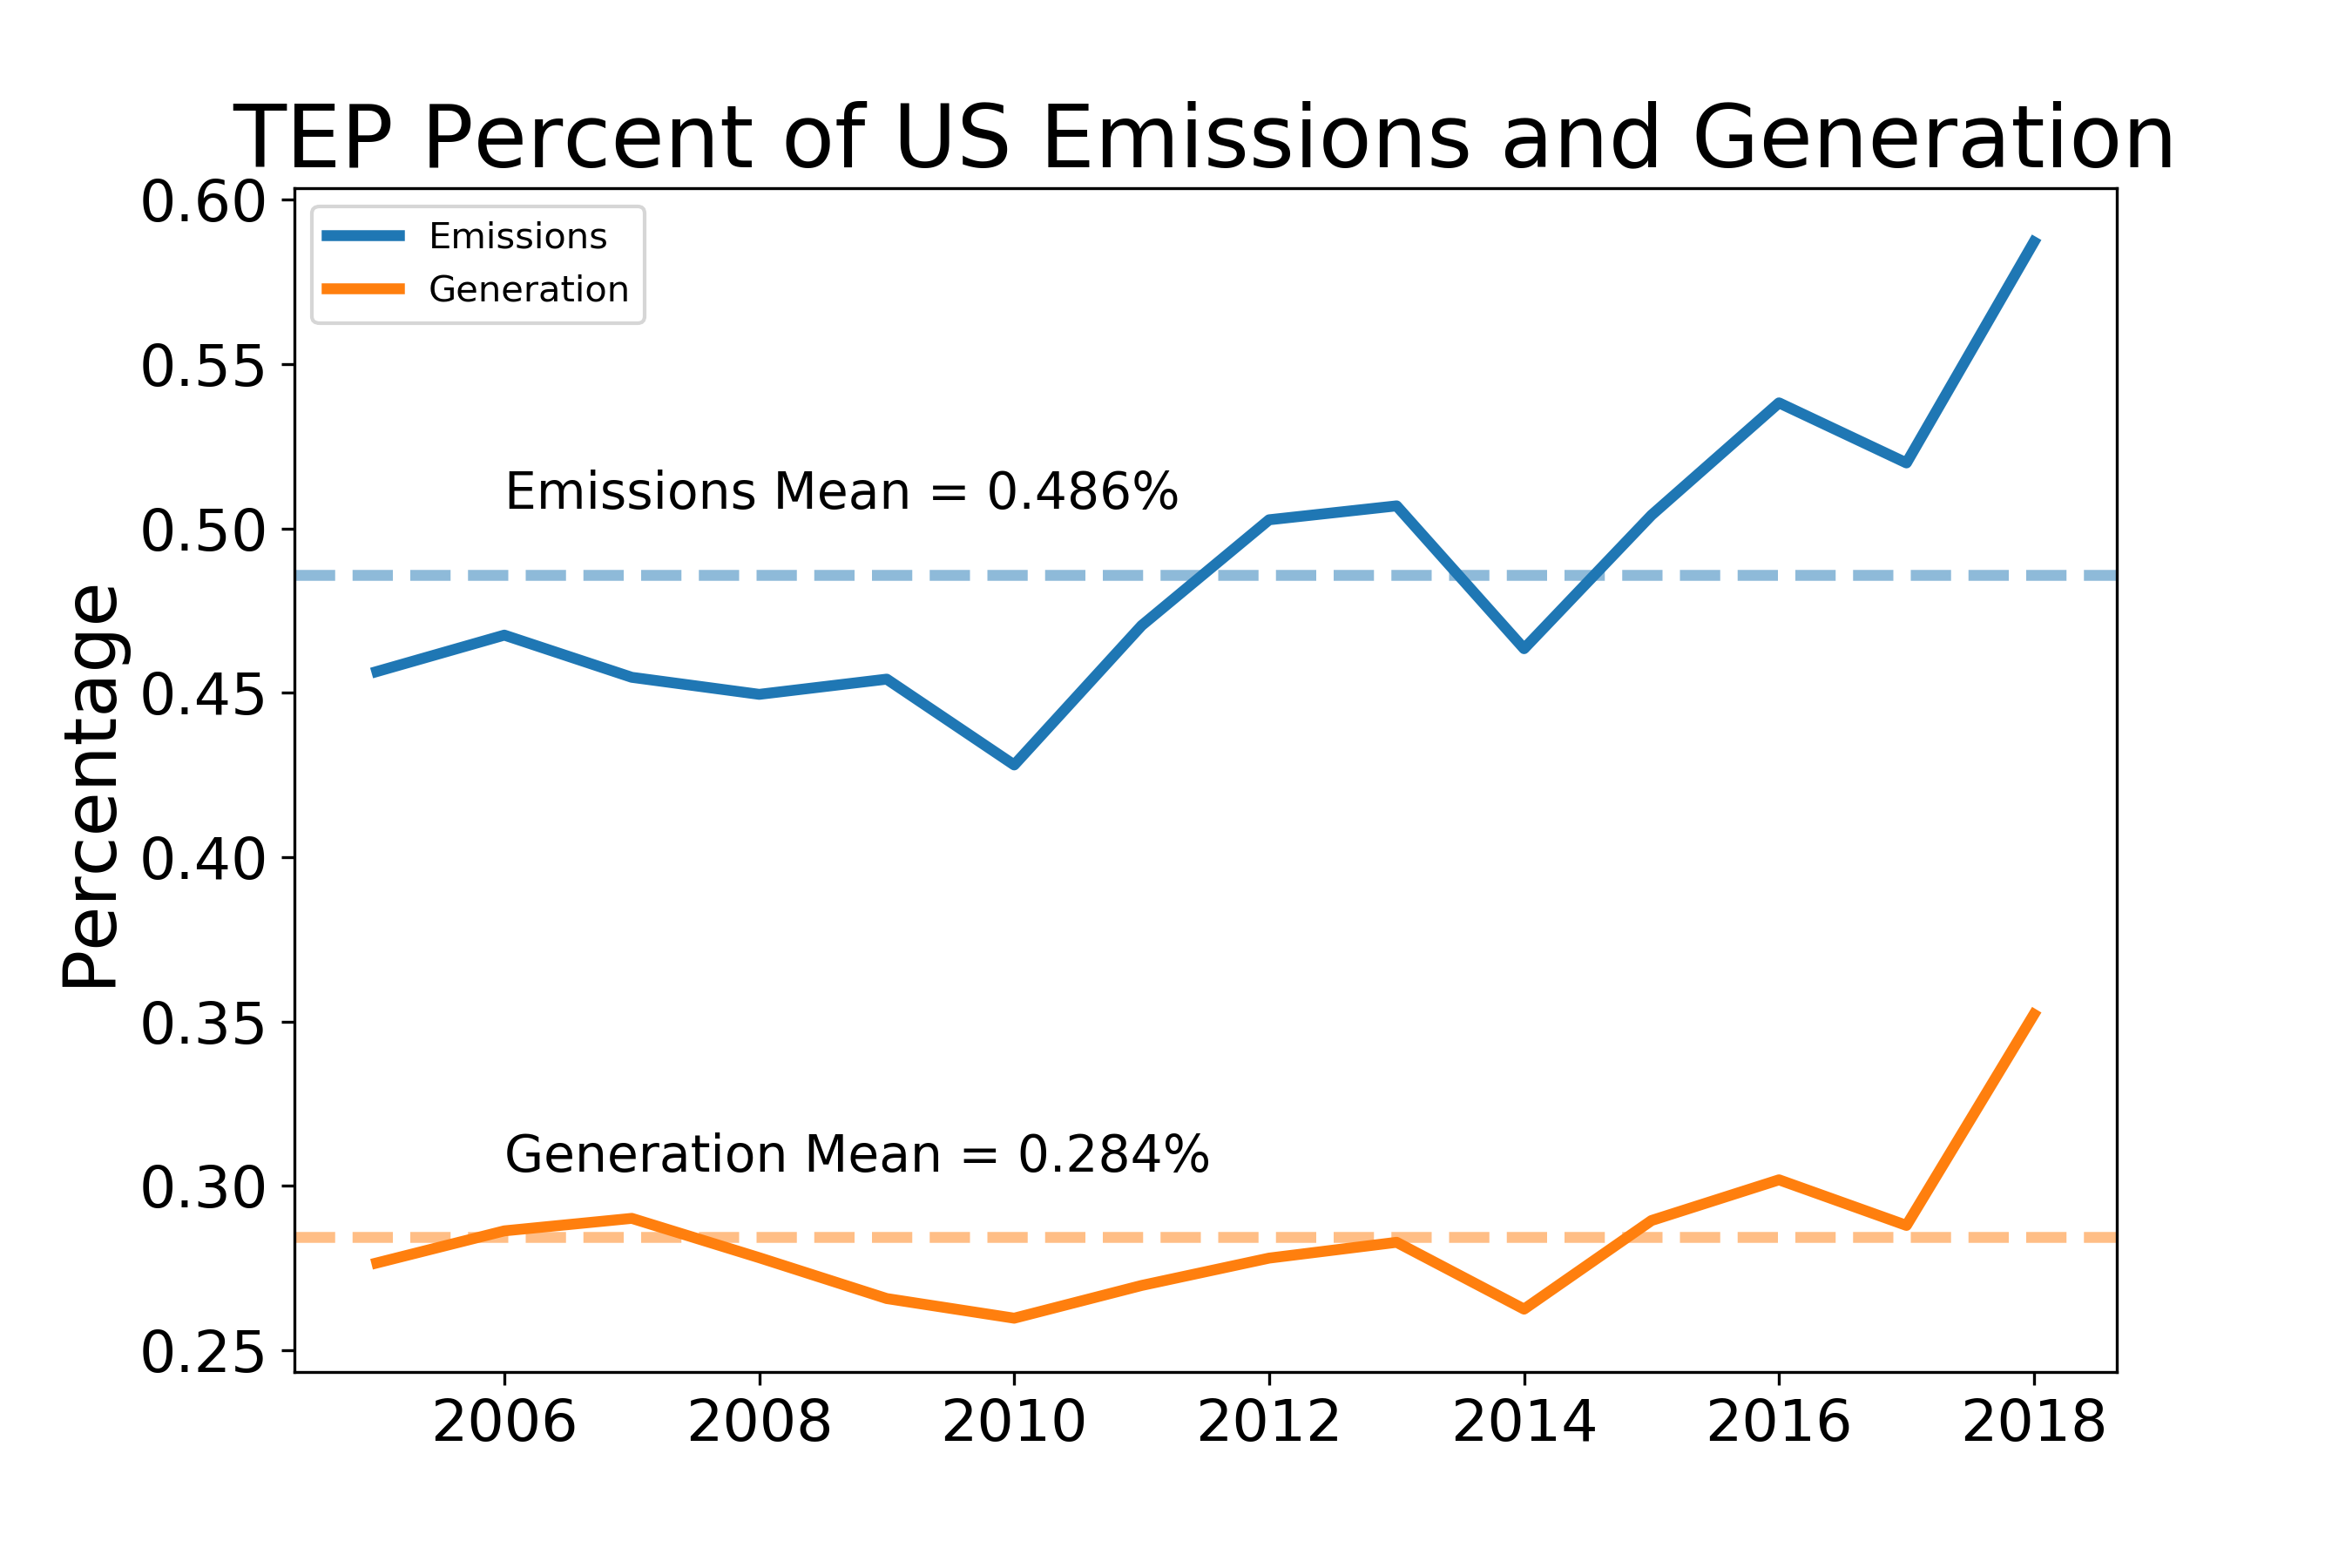 TEP Percent of US Emissions and Generation
Emissions
Generation
Percentage
0.60
0.55
0.50
0.45
0.40
0.35
0.30
0.25
Emissions Mean = 0.486%
Generation Mean = 0.284%
2006 2008 2010 2012 2014 2016 2018